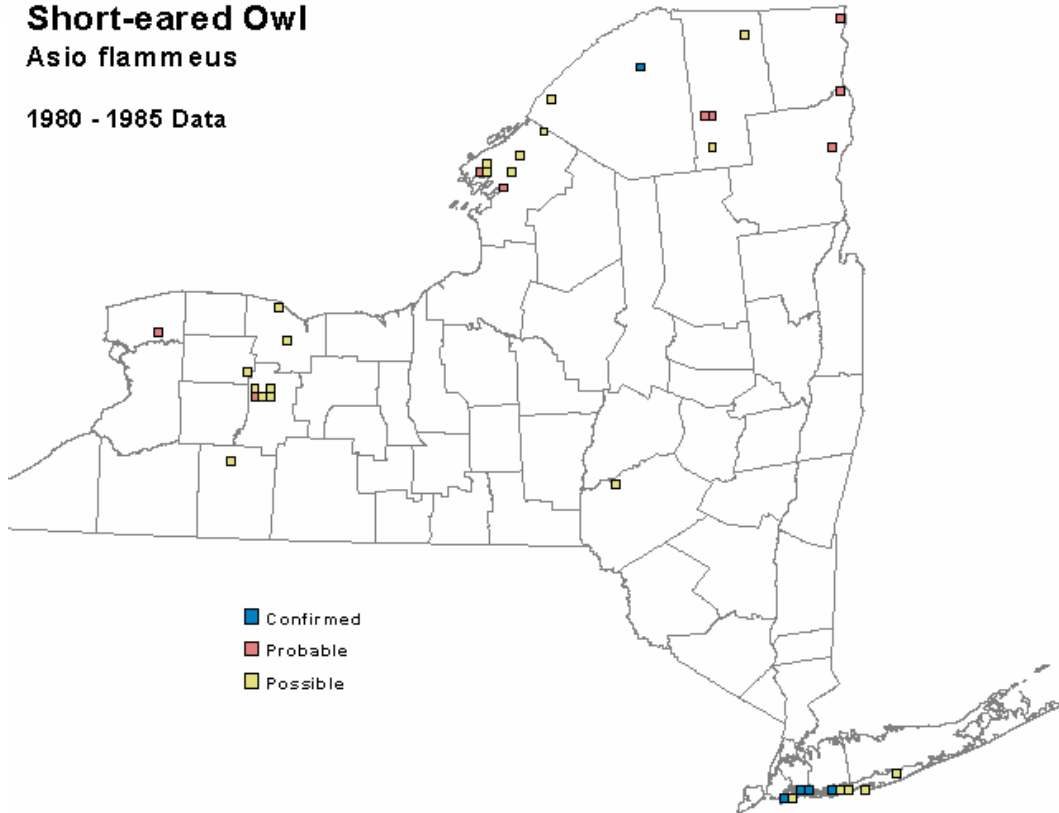 Short-eared Owl
Asio flammeus
1980 - 1985 Data
Confirmed
Probable
Possible